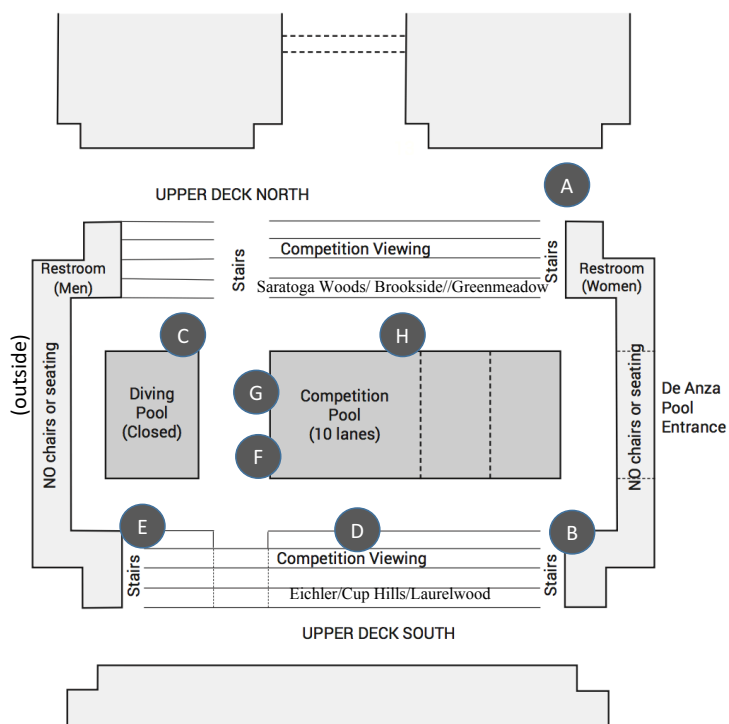 A
UPPER DECK NORTH
Stairs
Competition Viewing
Stairs
Restroom
(Men)
Saratoga Woods/ Brookside//Greenmeadow
Restroom
(Women)
C
H
(outside)
NO chairs or seating
Diving
Pool
(Closed)
G
F
Competition
Pool
(10 lanes)
NO chairs or seating
De Anza
Pool
Entrance
E
D
B
Stairs
Competition Viewing
Stairs
Eichler/Cup Hills/Laurelwood
UPPER DECK SOUTH